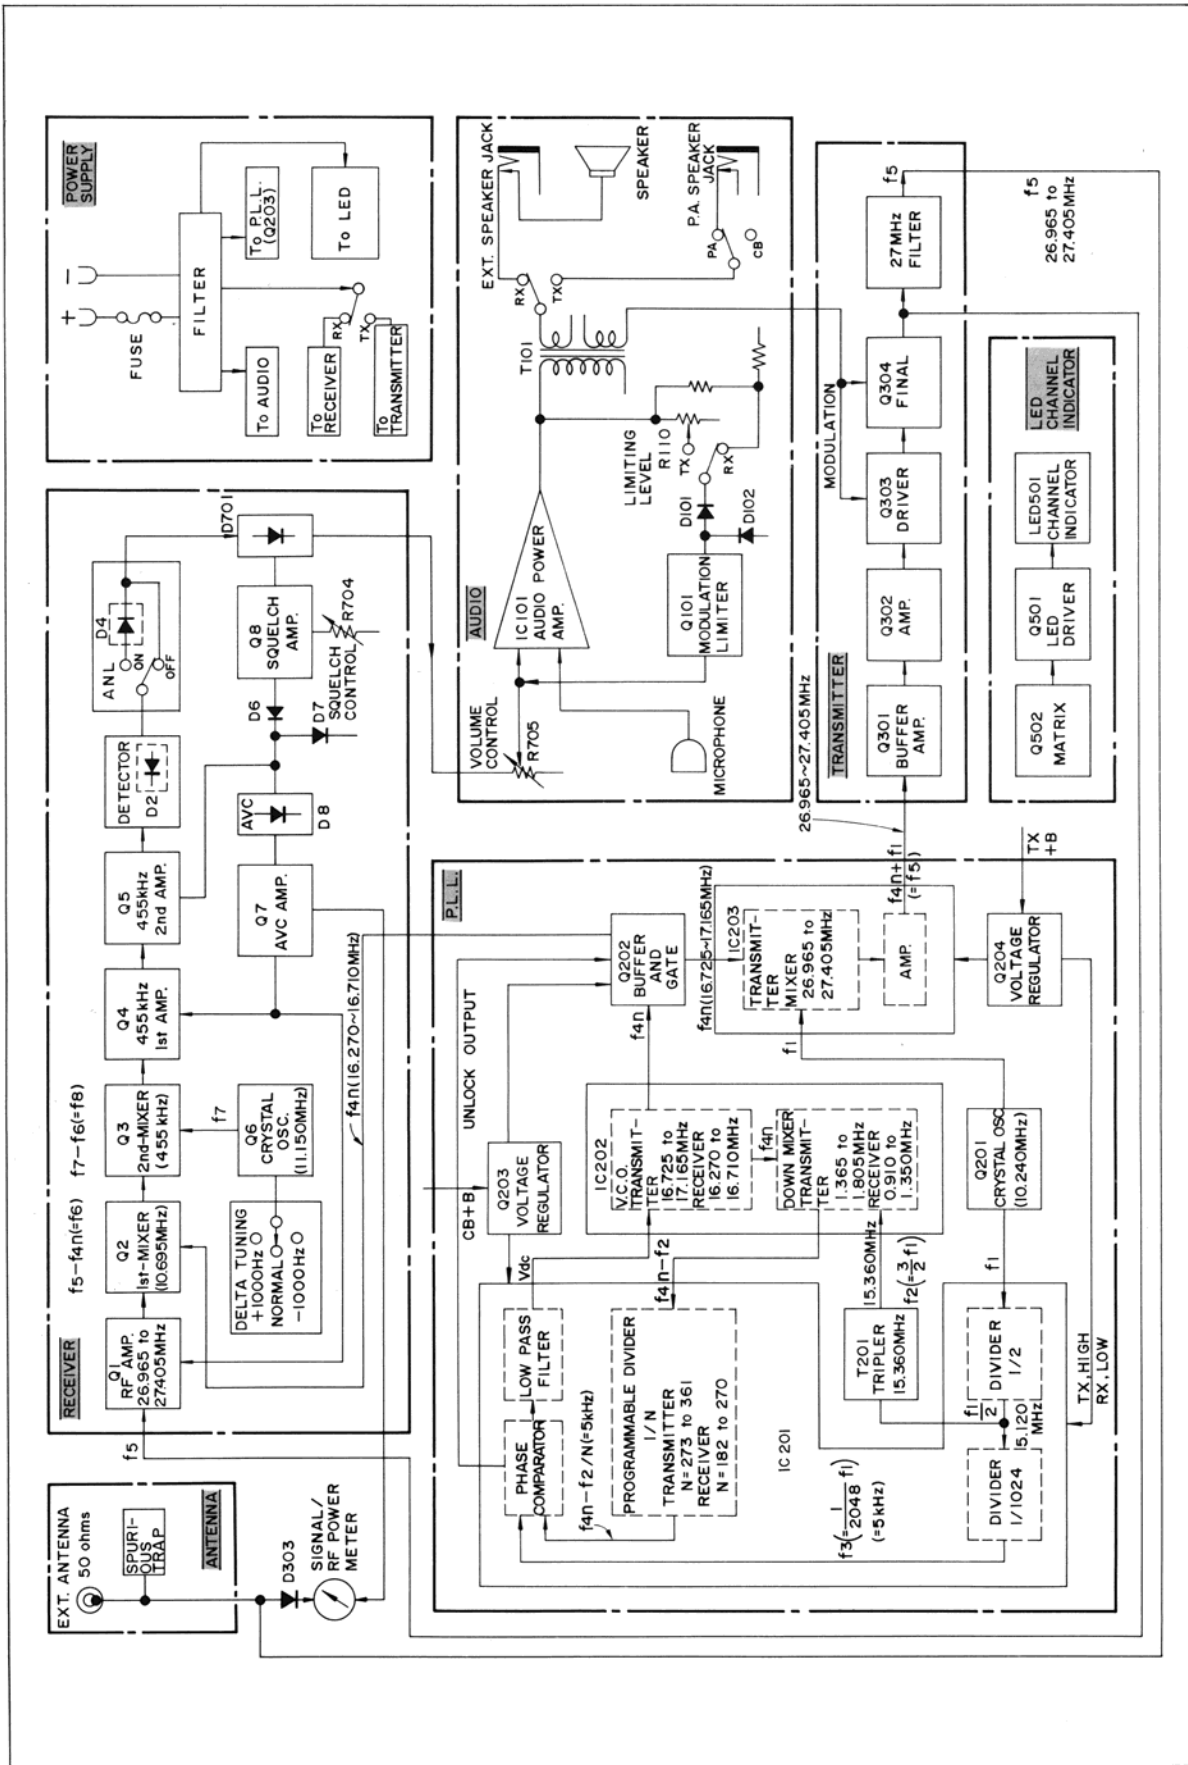 EXT. ANTENNA
50 ohms
SPURI-
OUS
TRAP
ANTENNA
D303
SIGNAL/
RF POWER
METER
RECEIVER
f5
Q1
RF AMP.
26.965 to
27.405MHz
f5-f4n(=f6)
Q2
1st-MIXER
(10.695MHz)
f7-f6(=f8)
Q3
2nd-MIXER
(455 kHz)
Q4
455kHz
1st AMP.
Q5
455kHz
2nd AMP.
DETECTOR
D2
ANL
D4
ON
OFF
D701
DELTA TUNING
+1000Hz
NORMAL
-1000Hz
f7
Q6
CRYSTAL
OSC.
(11.150MHz)
Q7
AVC AMP.
AVC
D8
D6
D7
Q8
SQUELCH
AMP.
SQUELCH
CONTROL
R704
f4n(16.270~16.710MHz)
POWER
SUPPLY
+
-
FUSE
FILTER
To AUDIO
To
RECEIVER
RX
TX
To
TRANSMITTER
To P.L.L.
(Q203)
To LED
AUDIO
VOLUME
CONTROL
R705
MICROPHONE
IC101
AUDIO POWER
AMP.
Q101
MODULATION
LIMITER
D101
D102
LIMITING
LEVEL
R110
TX
RX
T101
RX
TX
EXT. SPEAKER JACK
SPEAKER
P.A. SPEAKER
JACK
PA
CB
P.L.L.
UNLOCK OUTPUT
CB+B
Q203
VOLTAGE
REGULATOR
Vdc
PHASE
COMPARATOR
LOW PASS
FILTER
f4n-f2/N(=5kHz)
PROGRAMMABLE DIVIDER
1/N
TRANSMITTER
N=273 to 361
RECEIVER
N=182 to 270
IC201
f4n-f2
IC202
V.C.O.
TRANSMIT-
TER
16.725 to
17.165MHz
RECEIVER
16.270 to
16.710MHz
f4n
DOWN MIXER
TRANSMIT-
TER
1.365 to
1.805MHz
RECEIVER
0.910 to
1.350MHz
f4n
Q202
BUFFER
AND
GATE
f4n(16.725~17.165MHz)
IC203
TRANSMIT-
TER
MIXER
26.965 to
27.405MHz
AMP.
f1
f4n+f1
(=f5)
26.965~27.405MHz
T201
TRIPLER
15.360MHz
15.360MHz
f2(=3/2 f1)
f3(=1/2048 f1)
(=5kHz)
DIVIDER
1/1024
f1/2
5.120
MHz
DIVIDER
1/2
f1
Q201
CRYSTAL OSC
(10.240MHz)
Q204
VOLTAGE
REGULATOR
TX
+B
TX,HIGH
RX,LOW
TRANSMITTER
Q301
BUFFER
AMP.
Q302
AMP.
Q303
DRIVER
MODULATION
Q304
FINAL
27MHz
FILTER
f5
f5
26.965 to
27.405MHz
Q502
MATRIX
Q501
LED
DRIVER
LED501
CHANNEL
INDICATOR
LED
CHANNEL
INDICATOR